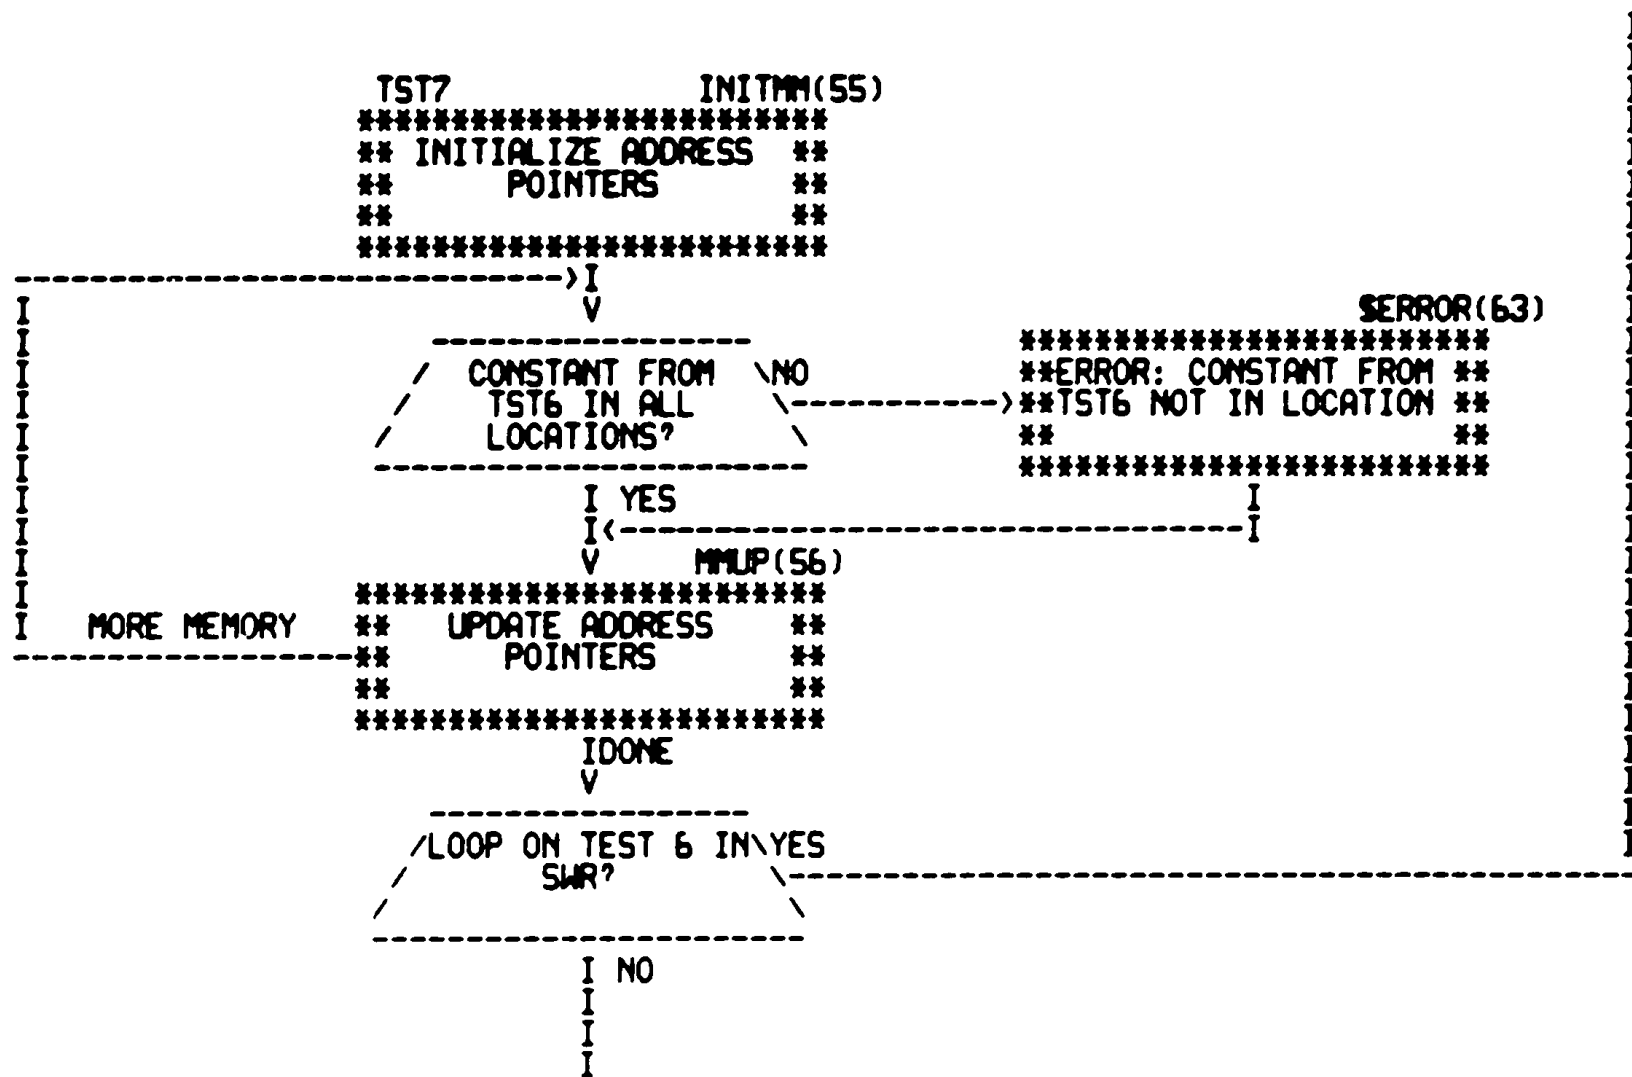 TST7 INITMM(55)
INITIALIZE ADDRESS
POINTERS
$ERROR(63)
CONSTANT FROM NO
TST6 IN ALL
LOCATIONS?
ERROR: CONSTANT FROM
TST6 NOT IN LOCATION
YES
MMUP(56)
MORE MEMORY
UPDATE ADDRESS
POINTERS
DONE
LOOP ON TEST 6 IN YES
SWR?
NO